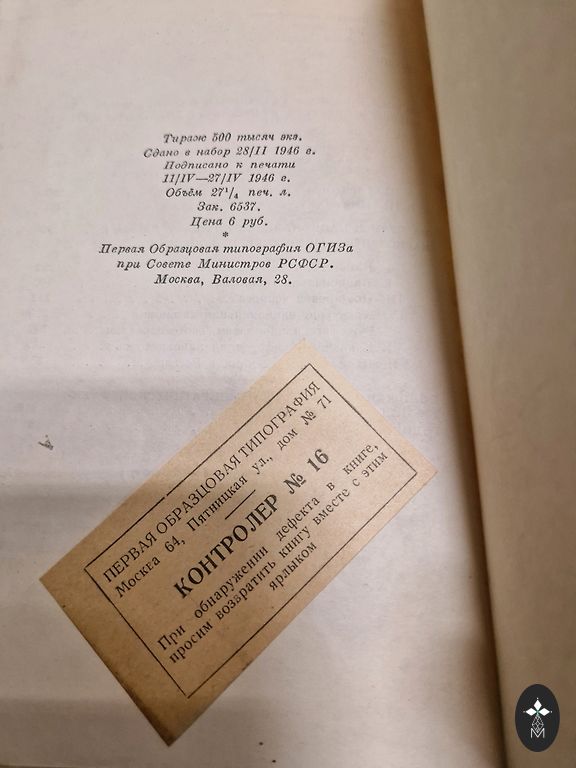 Тираж 500 тысяч экз.
Сдано в набор 28/II 1946 г.
Подписано к печати
11/IV—27/IV 1946 г.
Объём 27¹/₄ печ. л.
Зак. 6537.
Цена 6 руб.
*
Первая Образцовая типография ОГИЗа
при Совете Министров РСФСР.
Москва, Валовая, 28.
ПЕРВАЯ ОБРАЗЦОВАЯ ТИПОГРАФИЯ
Москва 64, Пятницкая ул., дом № 71
КОНТРОЛЕР № 16
При обнаружении дефекта в книге,
просим возвратить книгу вместе с этим
ярлыком
M